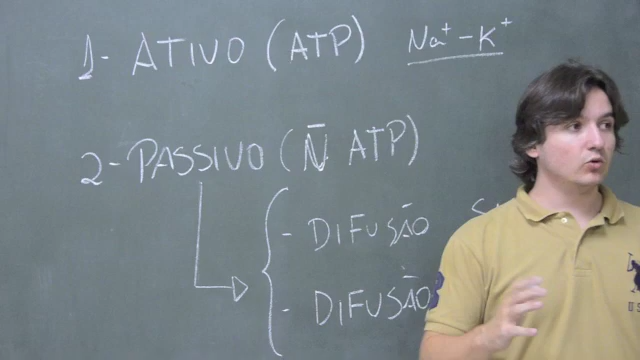 1- ATIVO (ATP) Na⁺-K⁺
2- PASSIVO (N̄ ATP)
- DIFUSÃO
- DIFUSÃO